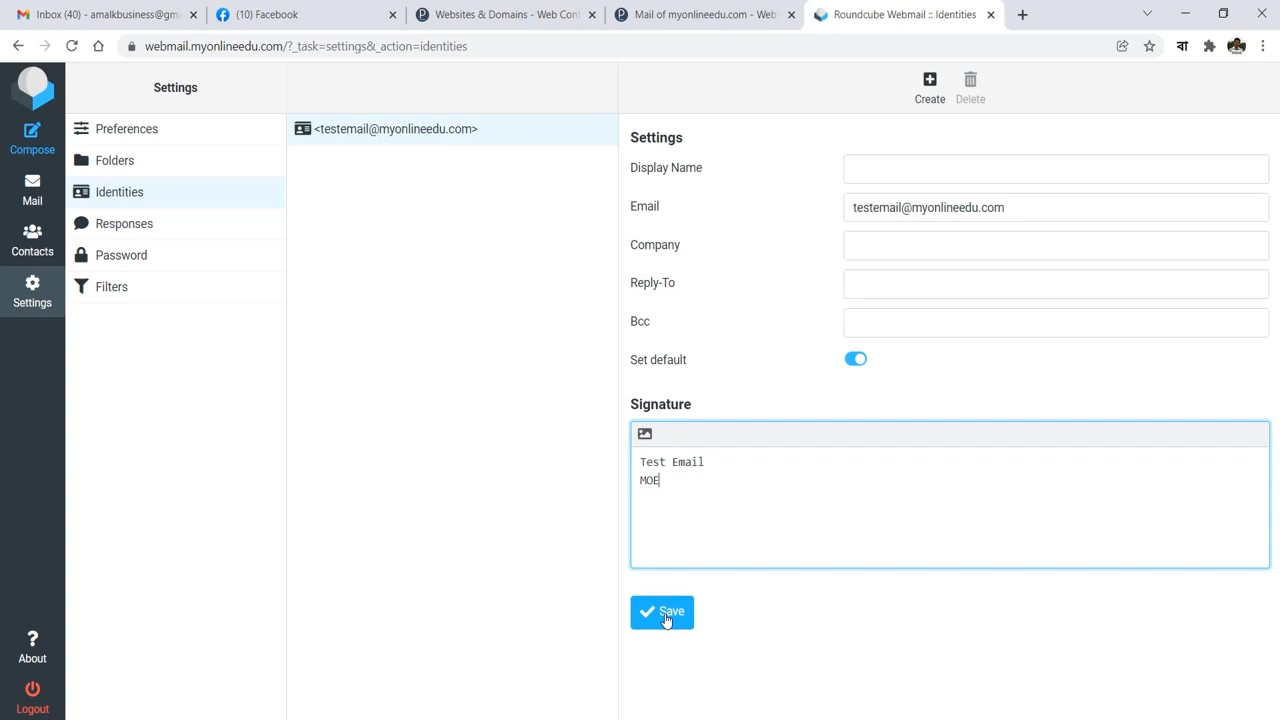 Inbox (40) - amalkbusiness@gm
(10) Facebook
Websites & Domains - Web Cont
Mail of myonlineedu.com - Web
Roundcube Webmail :: Identities
webmail.myonlineedu.com/?_task=settings&_action=identities
Settings
Create
Delete
Compose
Mail
Contacts
Settings
About
Logout
Preferences
Folders
Identities
Responses
Password
Filters
<testemail@myonlineedu.com>
Settings
Display Name
Email
testemail@myonlineedu.com
Company
Reply-To
Bcc
Set default
Signature
Test Email
MOE
Save